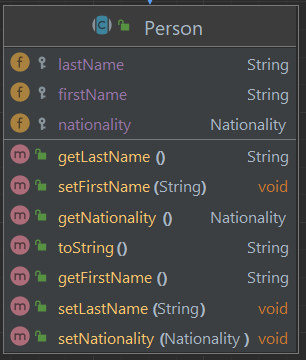 Person
lastName String
firstName String
nationality Nationality
getLastName () String
setFirstName (String) void
getNationality () Nationality
toString () String
getFirstName () String
setLastName (String) void
setNationality (Nationality ) void